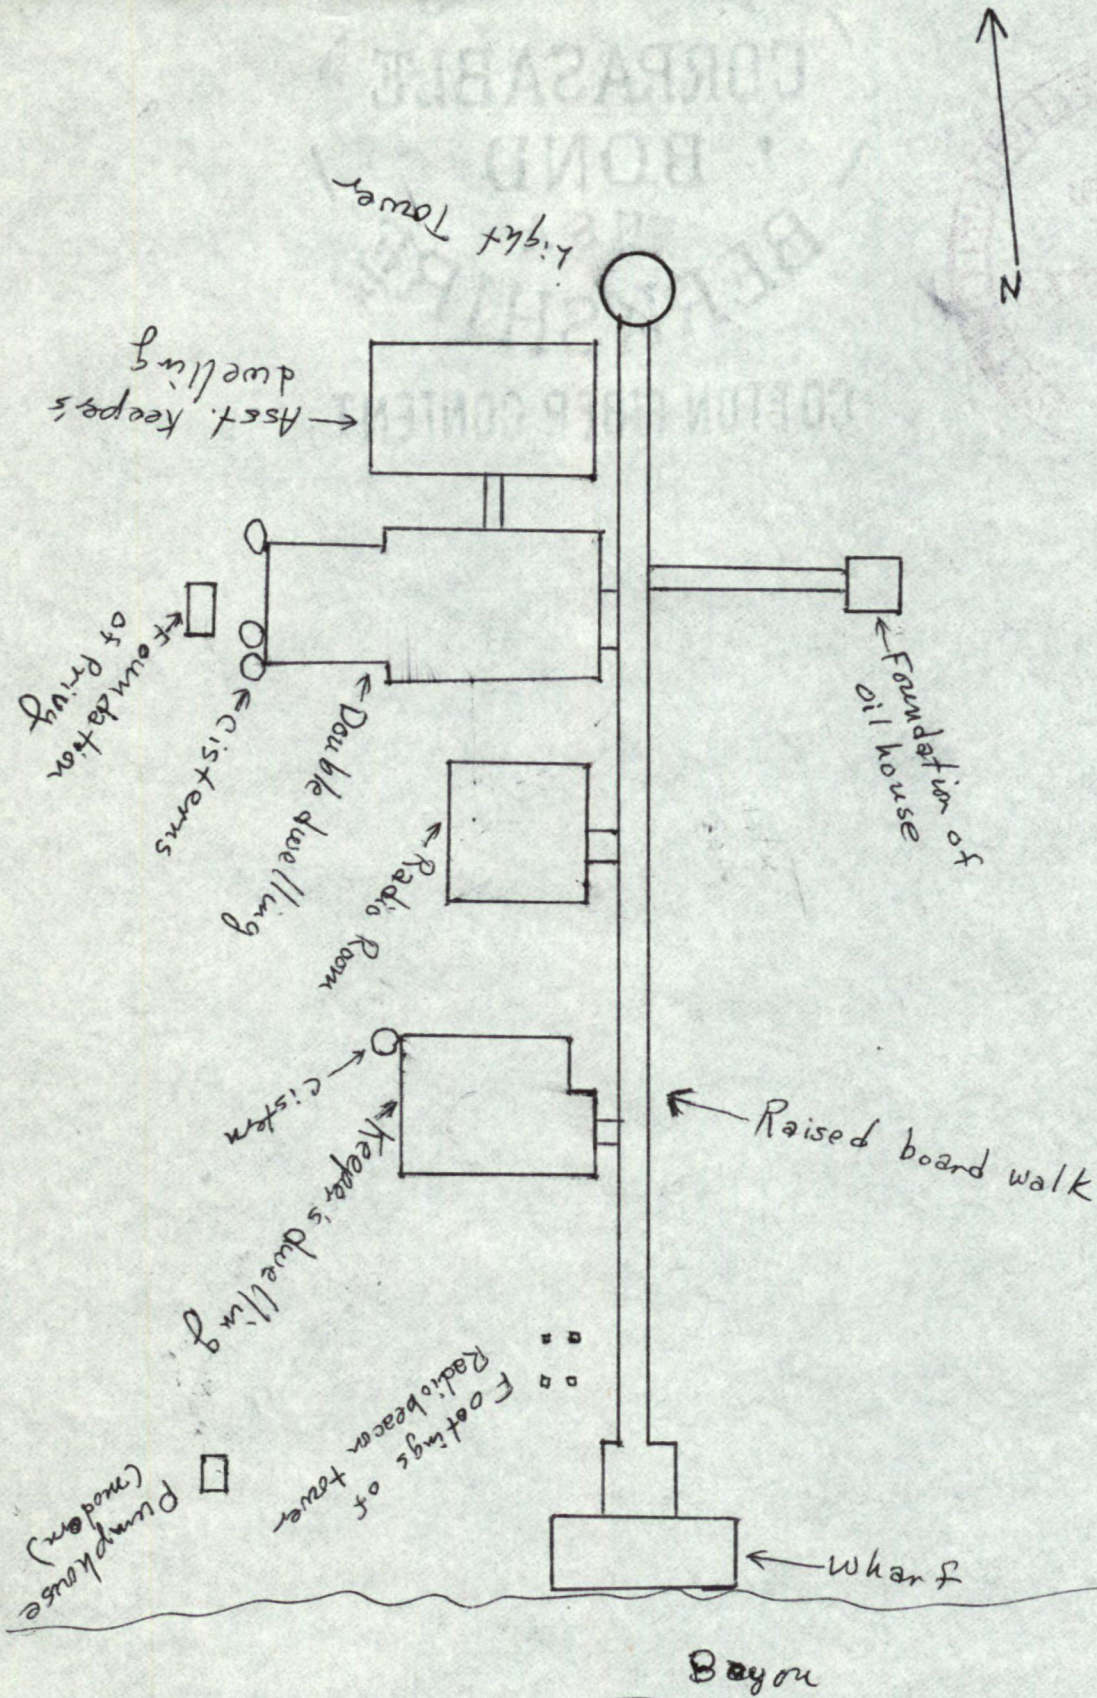 CORRASABLE
BOND
BERKSHIRE
COTTON FIBER CONTENT
N
Light Tower
Asst. Keeper's
dwelling
Foundation
of Privy
Cisterns
Double dwelling
Foundation of
oil house
Radio Room
Cistern
Keeper's dwelling
Raised board walk
Footings of
Radiobeacon tower
Pumphouse
(modern)
Wharf
Bayou